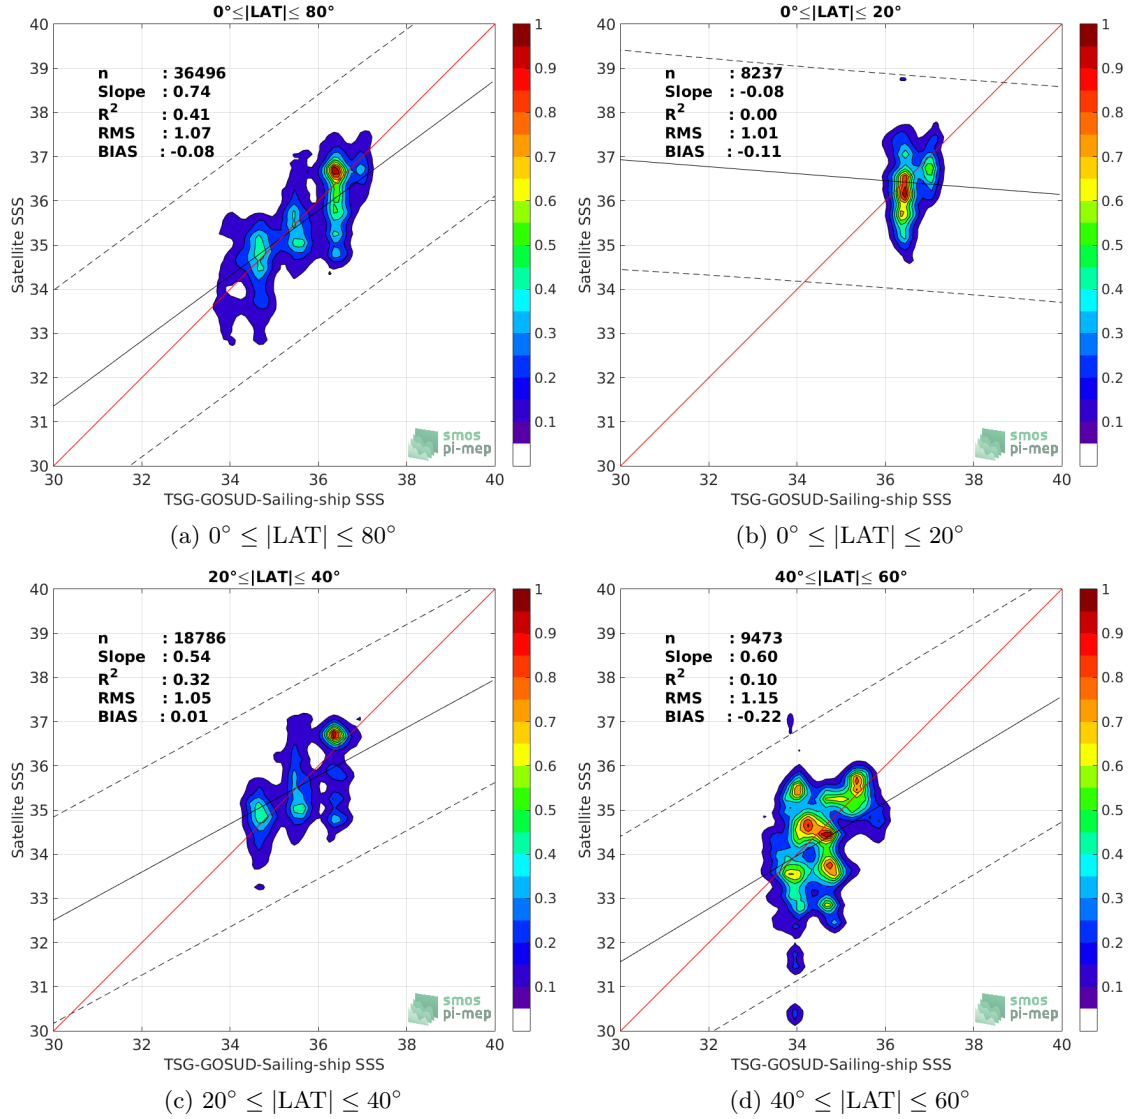 0°≤|LAT|≤ 80°
n : 36496
Slope : 0.74
R² : 0.41
RMS : 1.07
BIAS : -0.08
40
39
38
37
36
35
34
33
32
31
30
Satellite SSS
30 32 34 36 38 40
TSG-GOSUD-Sailing-ship SSS
1
0.9
0.8
0.7
0.6
0.5
0.4
0.3
0.2
0.1
smos
pi-mep
(a) 0° ≤ |LAT| ≤ 80°
0°≤|LAT|≤ 20°
n : 8237
Slope : -0.08
R² : 0.00
RMS : 1.01
BIAS : -0.11
40
39
38
37
36
35
34
33
32
31
30
Satellite SSS
30 32 34 36 38 40
TSG-GOSUD-Sailing-ship SSS
1
0.9
0.8
0.7
0.6
0.5
0.4
0.3
0.2
0.1
smos
pi-mep
(b) 0° ≤ |LAT| ≤ 20°
20°≤|LAT|≤ 40°
n : 18786
Slope : 0.54
R² : 0.32
RMS : 1.05
BIAS : 0.01
40
39
38
37
36
35
34
33
32
31
30
Satellite SSS
30 32 34 36 38 40
TSG-GOSUD-Sailing-ship SSS
1
0.9
0.8
0.7
0.6
0.5
0.4
0.3
0.2
0.1
smos
pi-mep
(c) 20° ≤ |LAT| ≤ 40°
40°≤|LAT|≤ 60°
n : 9473
Slope : 0.60
R² : 0.10
RMS : 1.15
BIAS : -0.22
40
39
38
37
36
35
34
33
32
31
30
Satellite SSS
30 32 34 36 38 40
TSG-GOSUD-Sailing-ship SSS
1
0.9
0.8
0.7
0.6
0.5
0.4
0.3
0.2
0.1
smos
pi-mep
(d) 40° ≤ |LAT| ≤ 60°